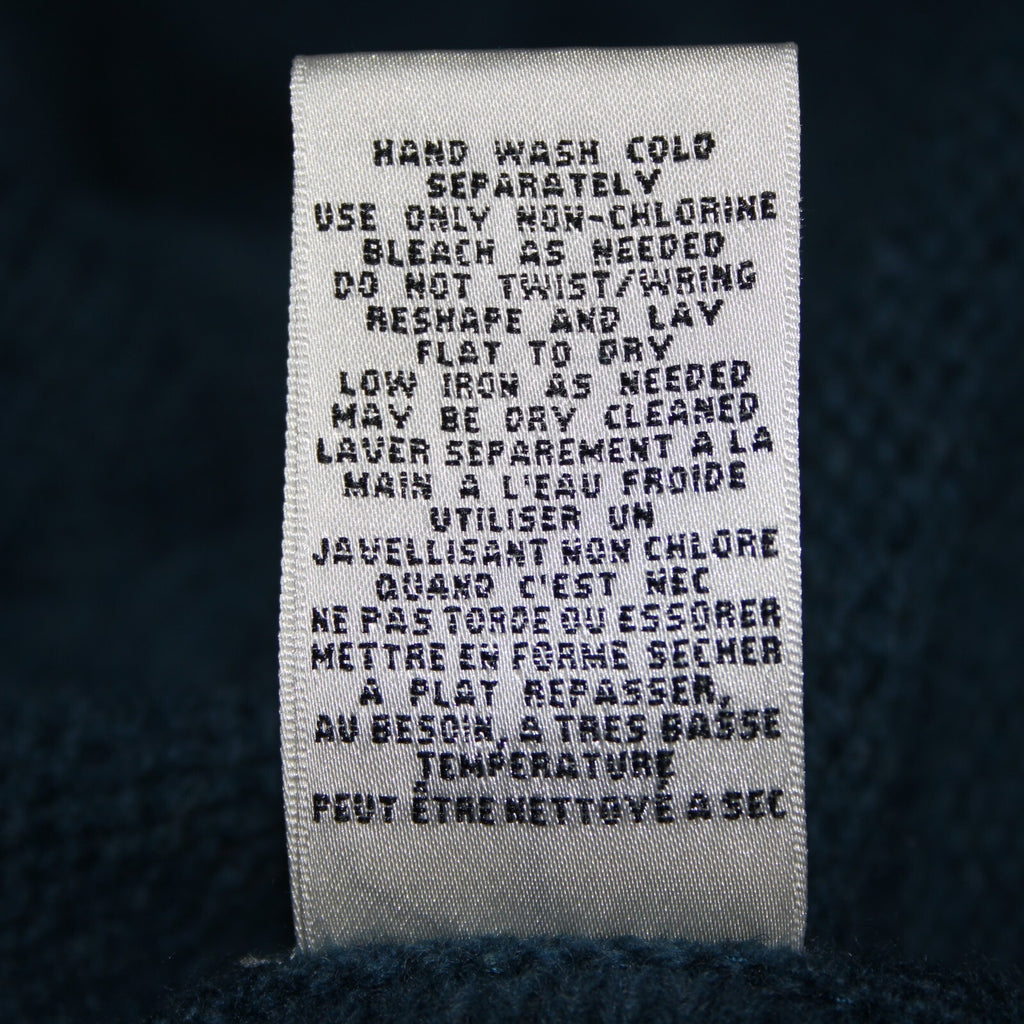 HAND WASH COLD
SEPARATELY
USE ONLY NON-CHLORINE
BLEACH AS NEEDED
DO NOT TWIST/WRING
RESHAPE AND LAY
FLAT TO DRY
LOW IRON AS NEEDED
MAY BE DRY CLEANED
LAVER SEPAREMENT A LA
MAIN A L'EAU FROIDE
UTILISER UN
JAVELLISANT NON CHLORE
QUAND C'EST NEC
NE PAS TORDE OU ESSORER
METTRE EN FORME SECHER
A PLAT REPASSER,
AU BESOIN, A TRES BASSE
TEMPERATURE
PEUT ÊTRE NETTOYÉ A SEC